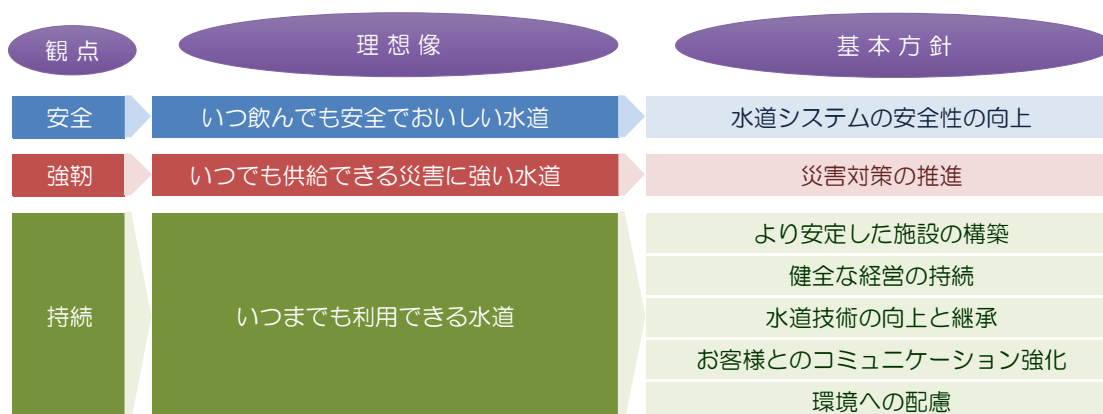 観点
理想像
基本方針
安全
いつ飲んでも安全でおいしい水道
水道システムの安全性の向上
強靭
いつでも供給できる災害に強い水道
災害対策の推進
持続
いつまでも利用できる水道
より安定した施設の構築
健全な経営の持続
水道技術の向上と継承
お客様とのコミュニケーション強化
環境への配慮